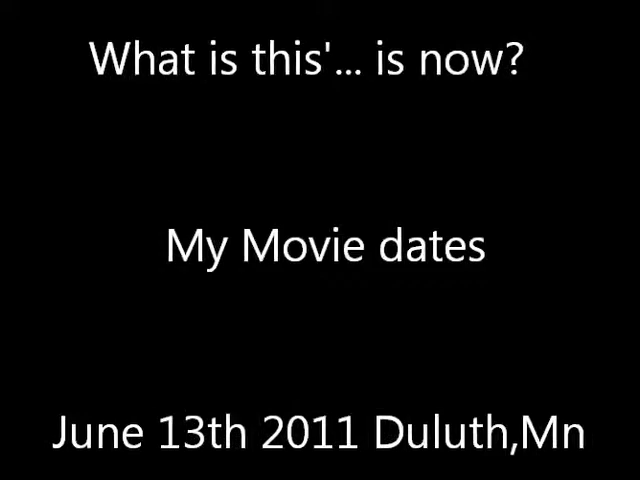 What is this'... is now?
My Movie dates
June 13th 2011 Duluth,Mn